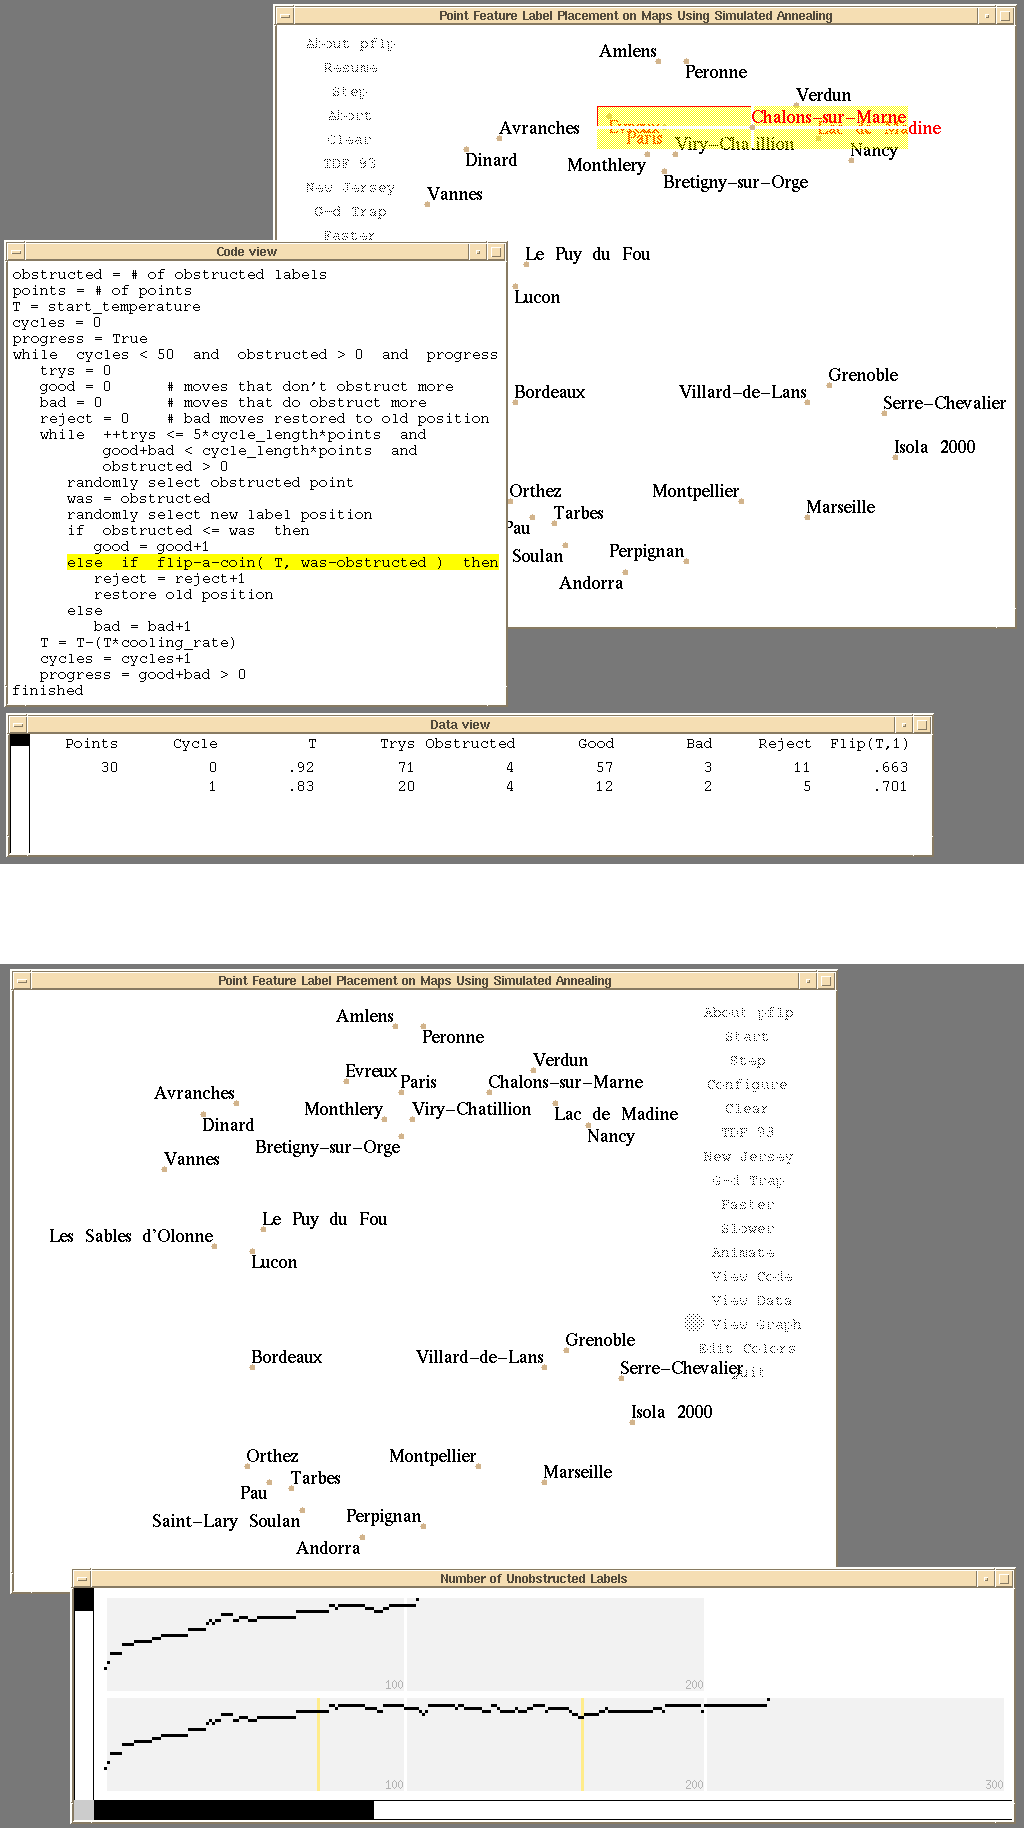 Point Feature Label Placement on Maps Using Simulated Annealing
About pflp
Resume
Step
About
Clear
TDF 93
New Jersey
G-d Trap
Faster
Amlens
Peronne
Verdun
Chalons-sur-Marne
Evreux
Lac de Madine
Paris
Avranches
Viry-Chatillion
Nancy
Dinard
Monthlery
Bretigny-sur-Orge
Vannes
Le Puy du Fou
Lucon
Grenoble
Bordeaux
Villard-de-Lans
Serre-Chevalier
Isola 2000
Orthez
Montpellier
Marseille
Pau
Tarbes
Soulan
Perpignan
Andorra
Code view
obstructed = # of obstructed labels
points = # of points
T = start_temperature
cycles = 0
progress = True
while cycles < 50 and obstructed > 0 and progress
trys = 0
good = 0 # moves that don't obstruct more
bad = 0 # moves that do obstruct more
reject = 0 # bad moves restored to old position
while ++trys <= 5*cycle_length*points and
good+bad < cycle_length*points and
obstructed > 0
randomly select obstructed point
was = obstructed
randomly select new label position
if obstructed <= was then
good = good+1
else if flip-a-coin( T, was-obstructed ) then
reject = reject+1
restore old position
else
bad = bad+1
T = T-(T*cooling_rate)
cycles = cycles+1
progress = good+bad > 0
finished
Data view
Points Cycle T Trys Obstructed Good Bad Reject Flip(T,1)
30 0 .92 71 4 57 3 11 .663
1 .83 20 4 12 2 5 .701
Point Feature Label Placement on Maps Using Simulated Annealing
Amlens
Peronne
Verdun
Evreux
Paris
Chalons-sur-Marne
Avranches
Monthlery
Viry-Chatillion
Lac de Madine
Dinard
Nancy
Bretigny-sur-Orge
Vannes
Le Puy du Fou
Les Sables d'Olonne
Lucon
Grenoble
Bordeaux
Villard-de-Lans
Serre-Chevalier
Isola 2000
Orthez
Montpellier
Marseille
Tarbes
Pau
Saint-Lary Soulan
Perpignan
Andorra
About pflp
Start
Step
Configure
Clear
TDF 93
New Jersey
G-d Trap
Faster
Slower
Animate
View Code
View Data
View Graph
Edit Colors
Quit
Number of Unobstructed Labels
100 200
100 200 300